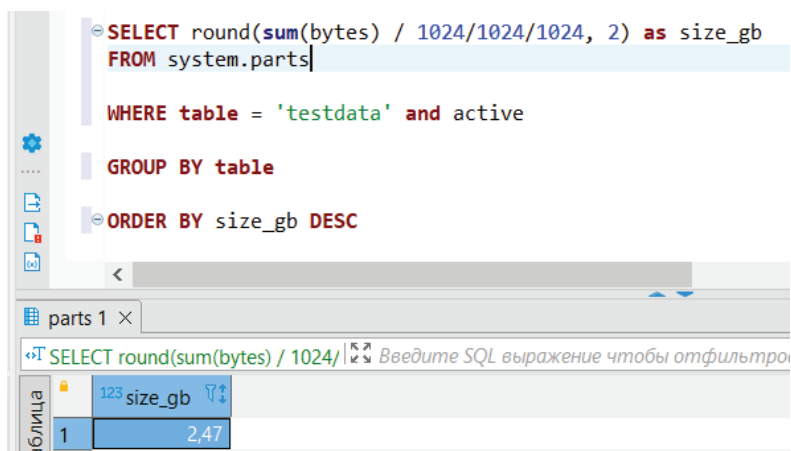 SELECT round(sum(bytes) / 1024/1024/1024, 2) as size_gb
FROM system.parts
WHERE table = 'testdata' and active
GROUP BY table
ORDER BY size_gb DESC
parts 1
SELECT round(sum(bytes) / 1024/ Введите SQL выражение чтобы отфильтро
123 size_gb
1 2,47